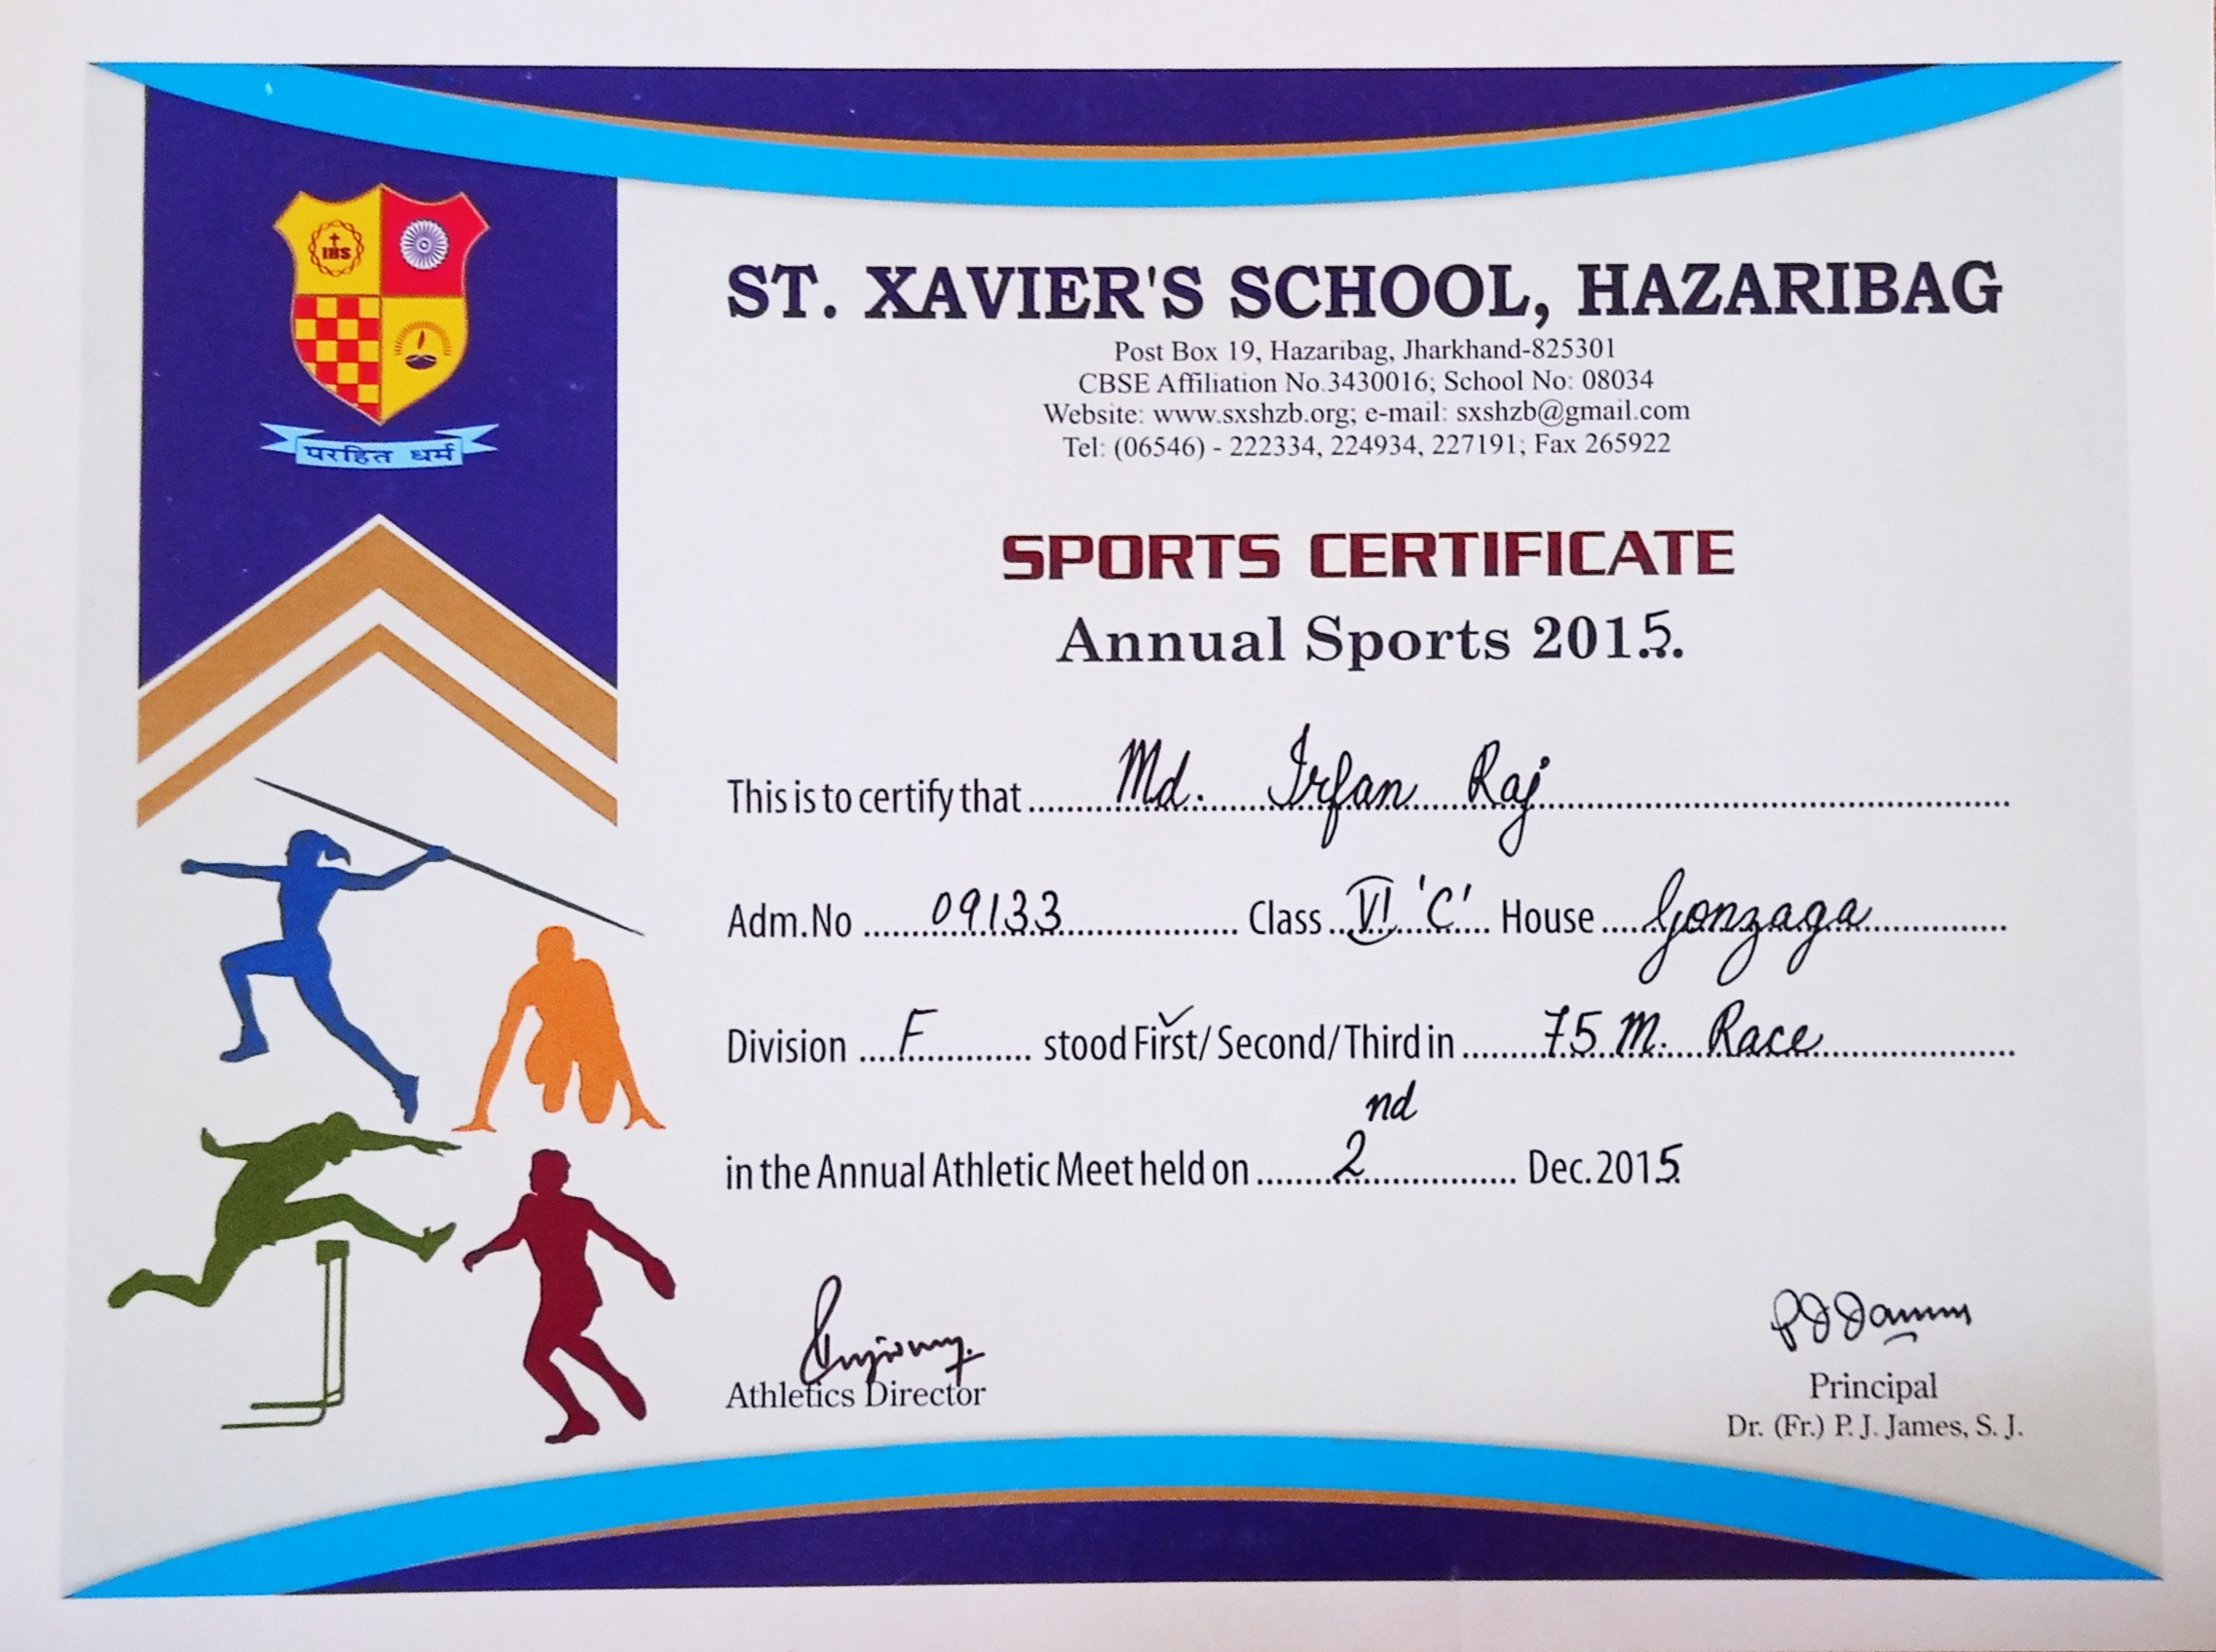 IHS
परहित धर्म
ST. XAVIER'S SCHOOL, HAZARIBAG
Post Box 19, Hazaribag, Jharkhand-825301
CBSE Affiliation No.3430016; School No: 08034
Website: www.sxshzb.org; e-mail: sxshzb@gmail.com
Tel: (06546) - 222334, 224934, 227191; Fax 265922
SPORTS CERTIFICATE
Annual Sports 2015.
This is to certify that Md. Irfan Raj
Adm.No 09133 Class VI 'C' House Gonzaga
Division F stood First/ Second/ Third in 75 M. Race
in the Annual Athletic Meet held on 2nd Dec. 2015
Athletics Director
PJJames
Principal
Dr. (Fr.) P. J. James, S. J.